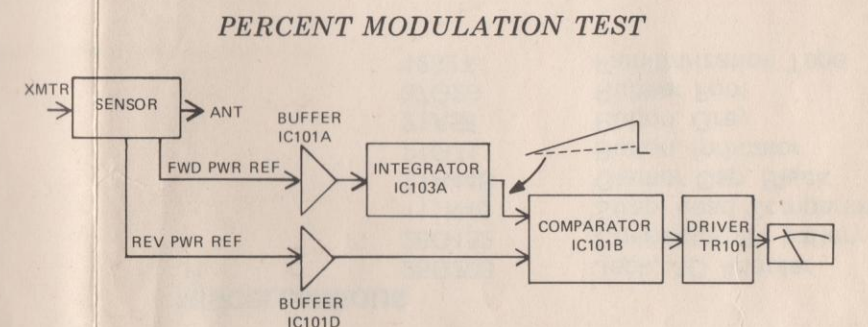 PERCENT MODULATION TEST
XMTR
SENSOR
ANT
BUFFER
IC101A
FWD PWR REF
INTEGRATOR
IC103A
REV PWR REF
COMPARATOR
IC101B
DRIVER
TR101
BUFFER
IC101D